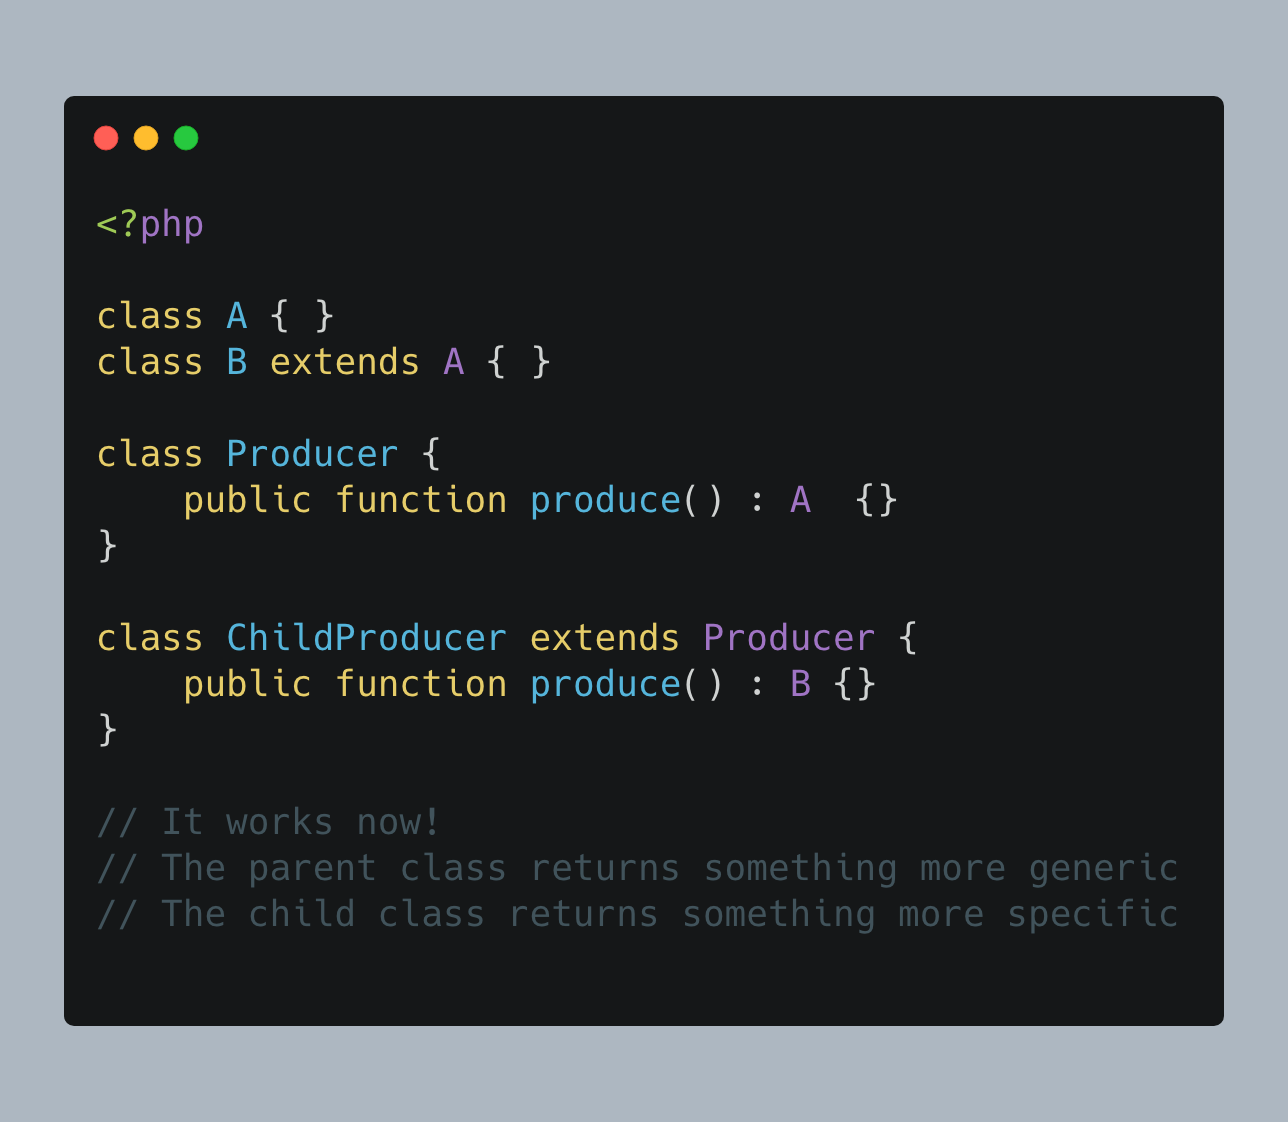 <?php
class A { }
class B extends A { }
class Producer {
    public function produce() : A  {}
}
class ChildProducer extends Producer {
    public function produce() : B {}
}
// It works now!
// The parent class returns something more generic
// The child class returns something more specific